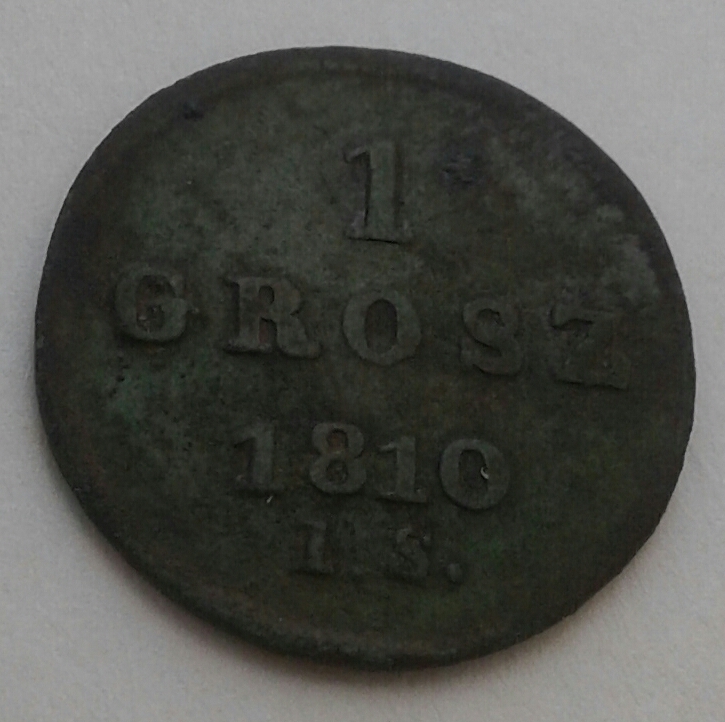 1
GROSZ
1810
I. S.